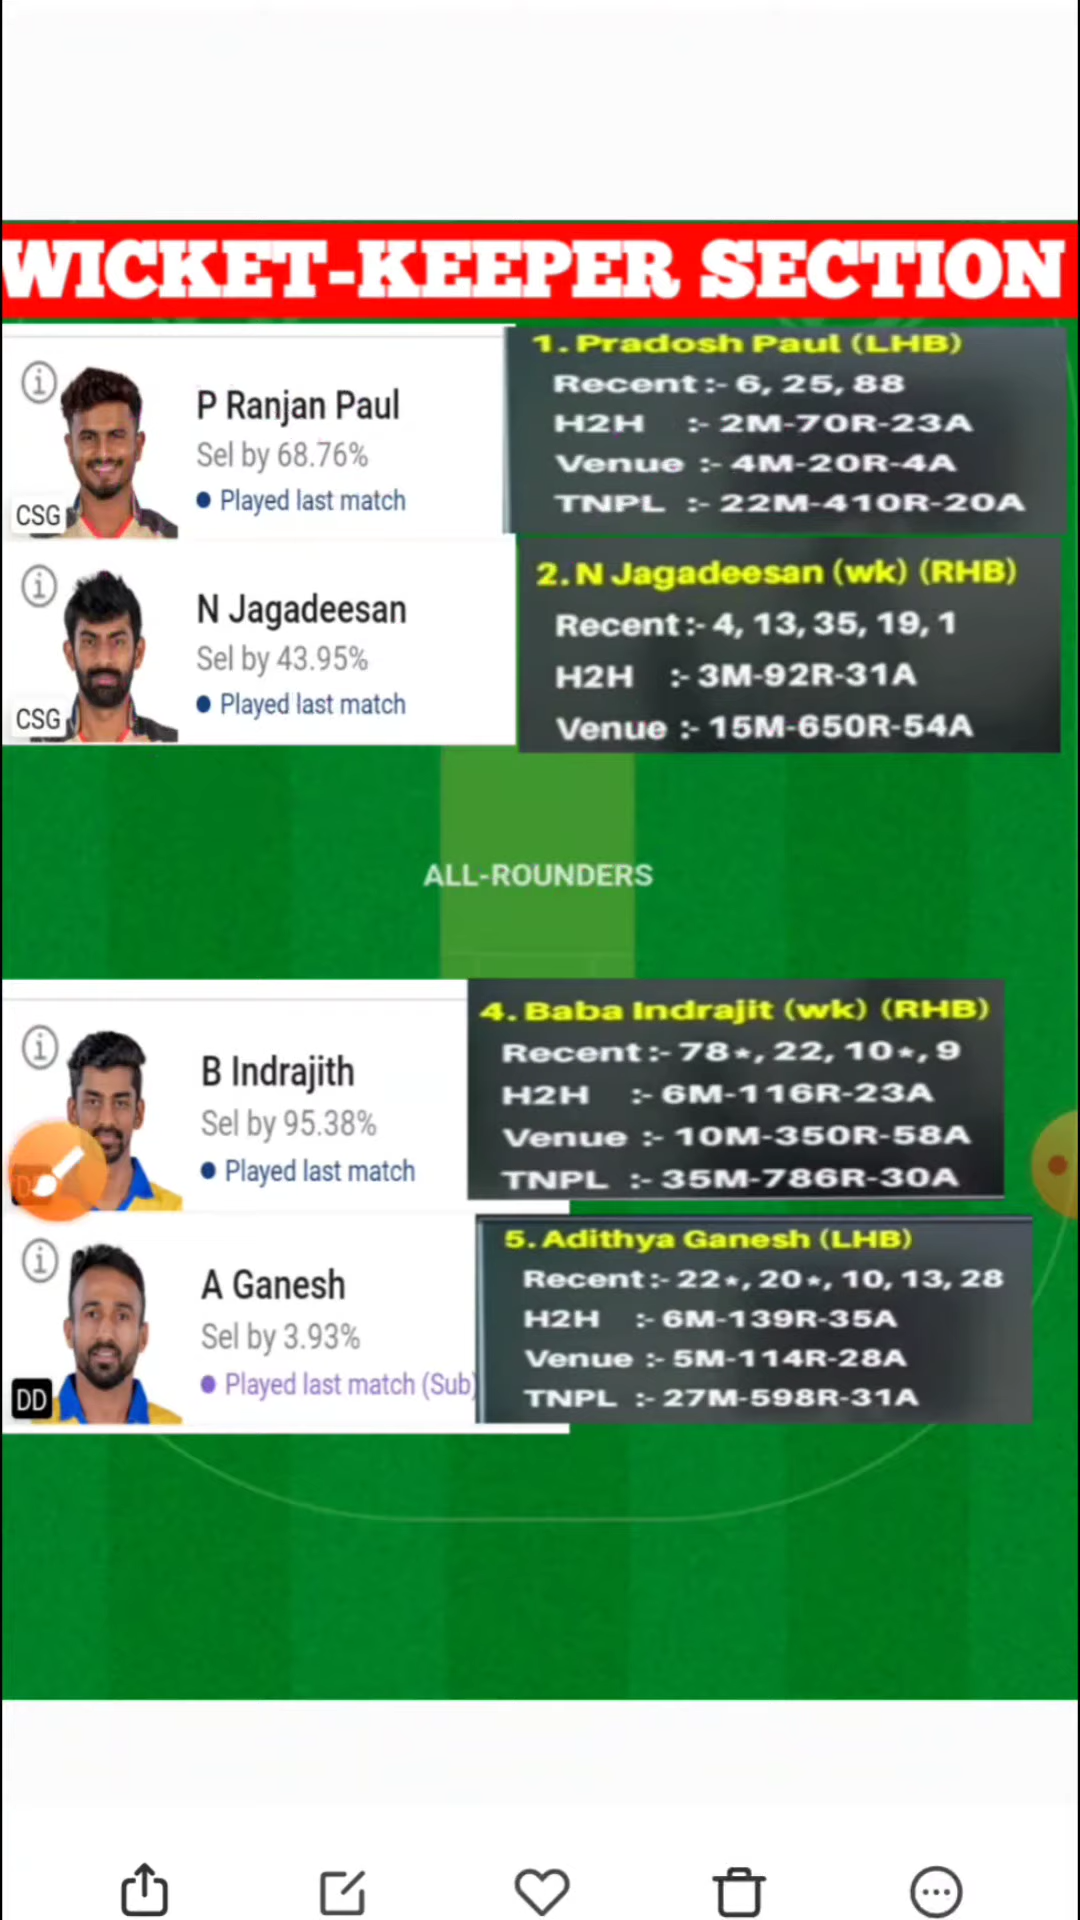 WICKET-KEEPER SECTION
P Ranjan Paul
Sel by 68.76%
Played last match
CSG
1. Pradosh Paul (LHB)
Recent :- 6, 25, 88
H2H :- 2M-70R-23A
Venue :- 4M-20R-4A
TNPL :- 22M-410R-20A
N Jagadeesan
Sel by 43.95%
Played last match
CSG
2. N Jagadeesan (wk) (RHB)
Recent :- 4, 13, 35, 19, 1
H2H :- 3M-92R-31A
Venue :- 15M-650R-54A
ALL-ROUNDERS
B Indrajith
Sel by 95.38%
Played last match
4. Baba Indrajit (wk) (RHB)
Recent :- 78*, 22, 10*, 9
H2H :- 6M-116R-23A
Venue :- 10M-350R-58A
TNPL :- 35M-786R-30A
A Ganesh
Sel by 3.93%
Played last match (Sub)
DD
5. Adithya Ganesh (LHB)
Recent :- 22*, 20*, 10, 13, 28
H2H :- 6M-139R-35A
Venue :- 5M-114R-28A
TNPL :- 27M-598R-31A